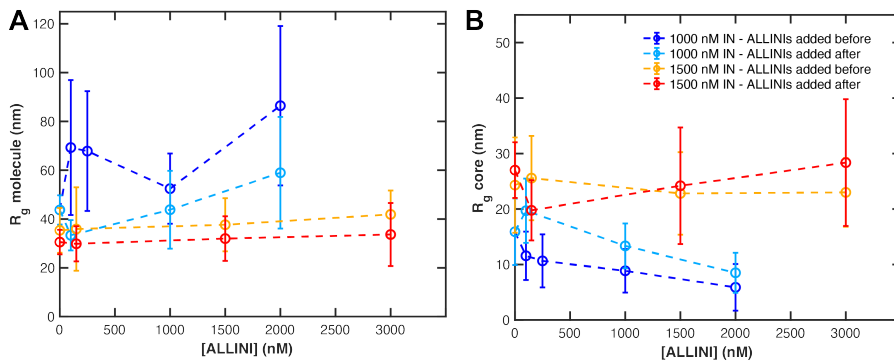 A
120
100
80
60
40
20
0
R_g molecule (nm)
0 500 1000 1500 2000 2500 3000
[ALLINI] (nM)
B
60
50
40
30
20
10
0
R_g core (nm)
1000 nM IN - ALLINIs added before
1000 nM IN - ALLINIs added after
1500 nM IN - ALLINIs added before
1500 nM IN - ALLINIs added after
0 500 1000 1500 2000 2500 3000
[ALLINI] (nM)